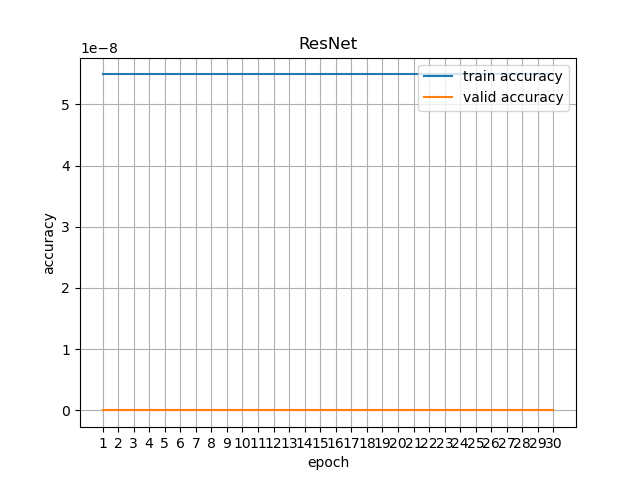 ResNet
1e−8
train accuracy
valid accuracy
5
4
3
2
1
0
accuracy
1 2 3 4 5 6 7 8 9 10 11 12 13 14 15 16 17 18 19 20 21 22 23 24 25 26 27 28 29 30
epoch